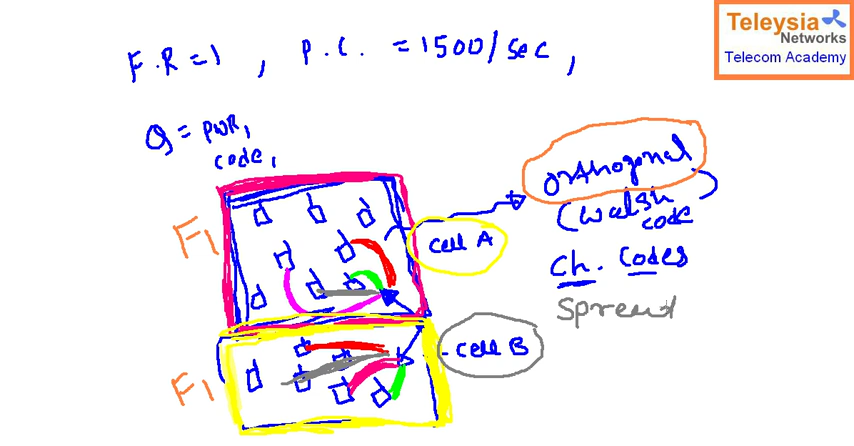 Teleysia
NETWORKS
Telecom Academy
F.R=1, P.C. =1500/sec,
Q= PWR,
code,
Orthogonal
(Walsh
code)
F1
cell A
Ch. Codes
Spread
F1
cell B